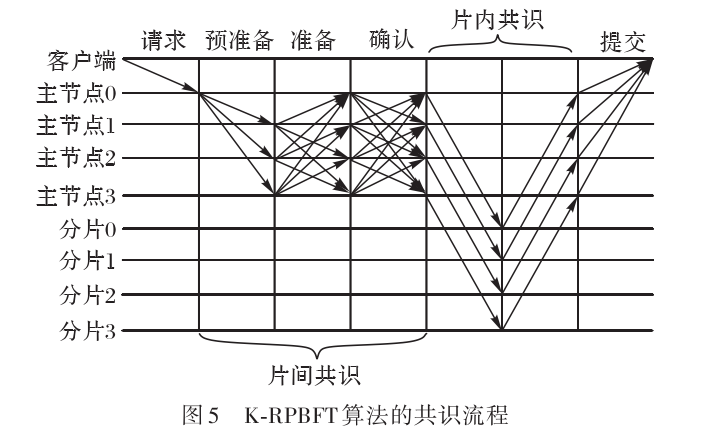 片内共识
请求 预准备 准备 确认 提交
客户端
主节点0
主节点1
主节点2
主节点3
分片0
分片1
分片2
分片3
片间共识
图5 K-RPBFT算法的共识流程